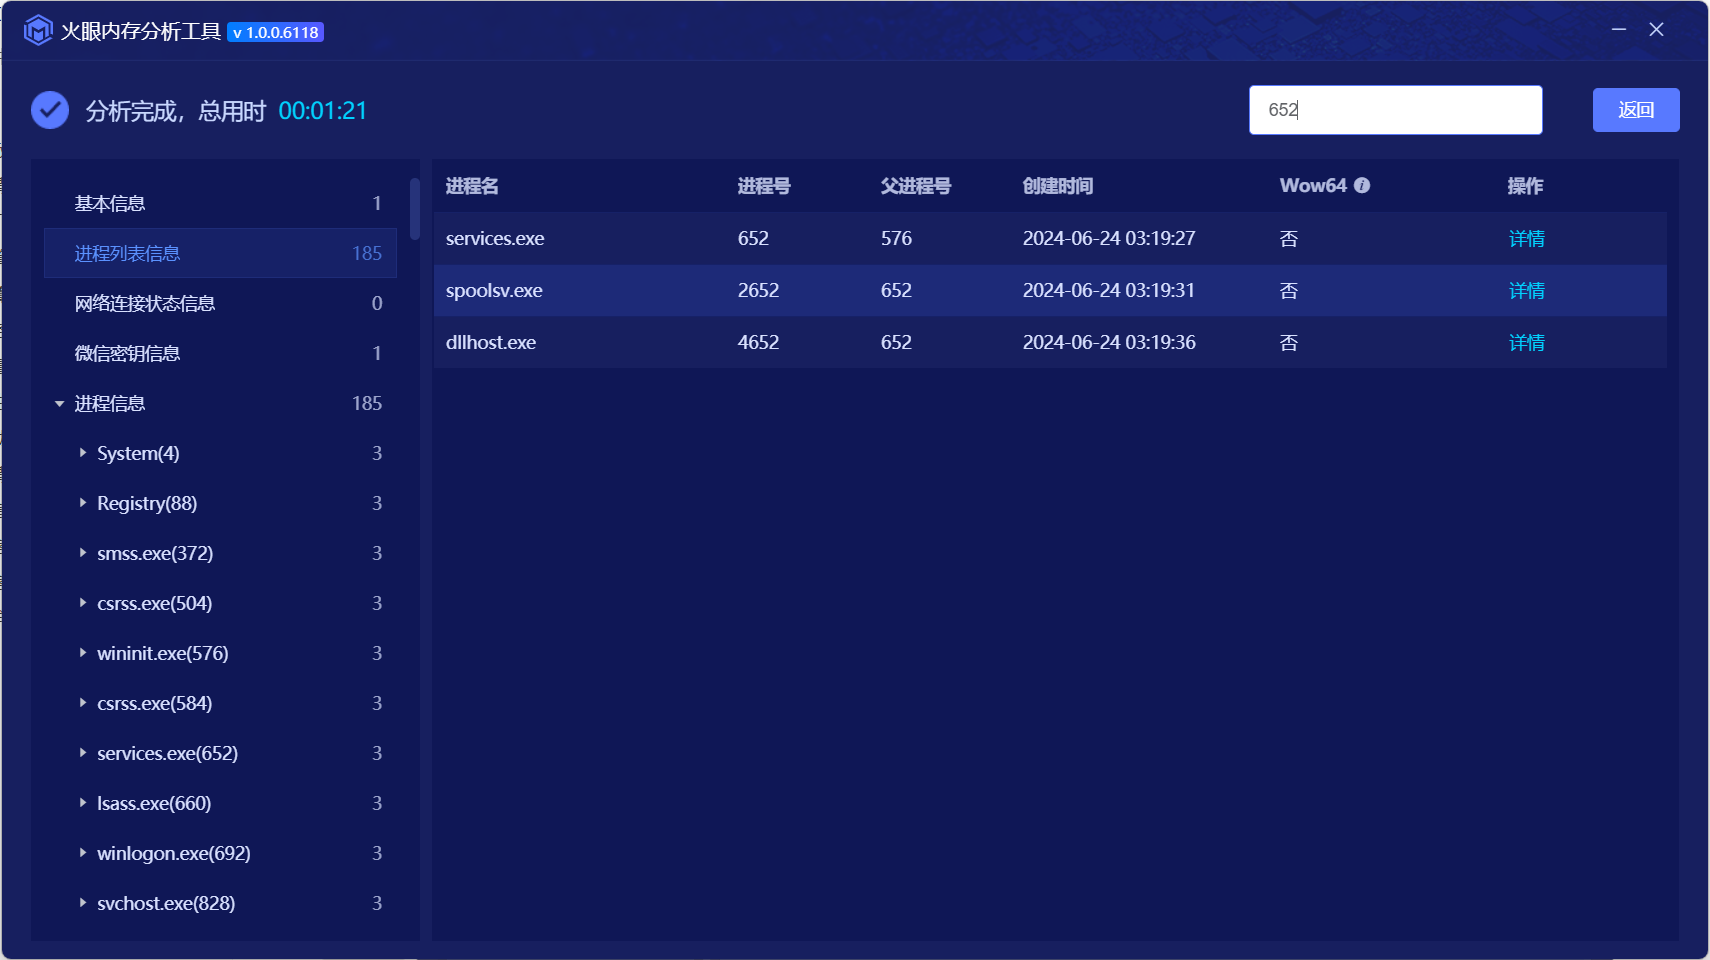 火眼内存分析工具 v 1.0.0.6118
分析完成，总用时 00:01:21
652
返回
基本信息 1
进程列表信息 185
网络连接状态信息 0
微信密钥信息 1
进程信息 185
System(4) 3
Registry(88) 3
smss.exe(372) 3
csrss.exe(504) 3
wininit.exe(576) 3
csrss.exe(584) 3
services.exe(652) 3
lsass.exe(660) 3
winlogon.exe(692) 3
svchost.exe(828) 3
进程名 进程号 父进程号 创建时间 Wow64 操作
services.exe 652 576 2024-06-24 03:19:27 否 详情
spoolsv.exe 2652 652 2024-06-24 03:19:31 否 详情
dllhost.exe 4652 652 2024-06-24 03:19:36 否 详情